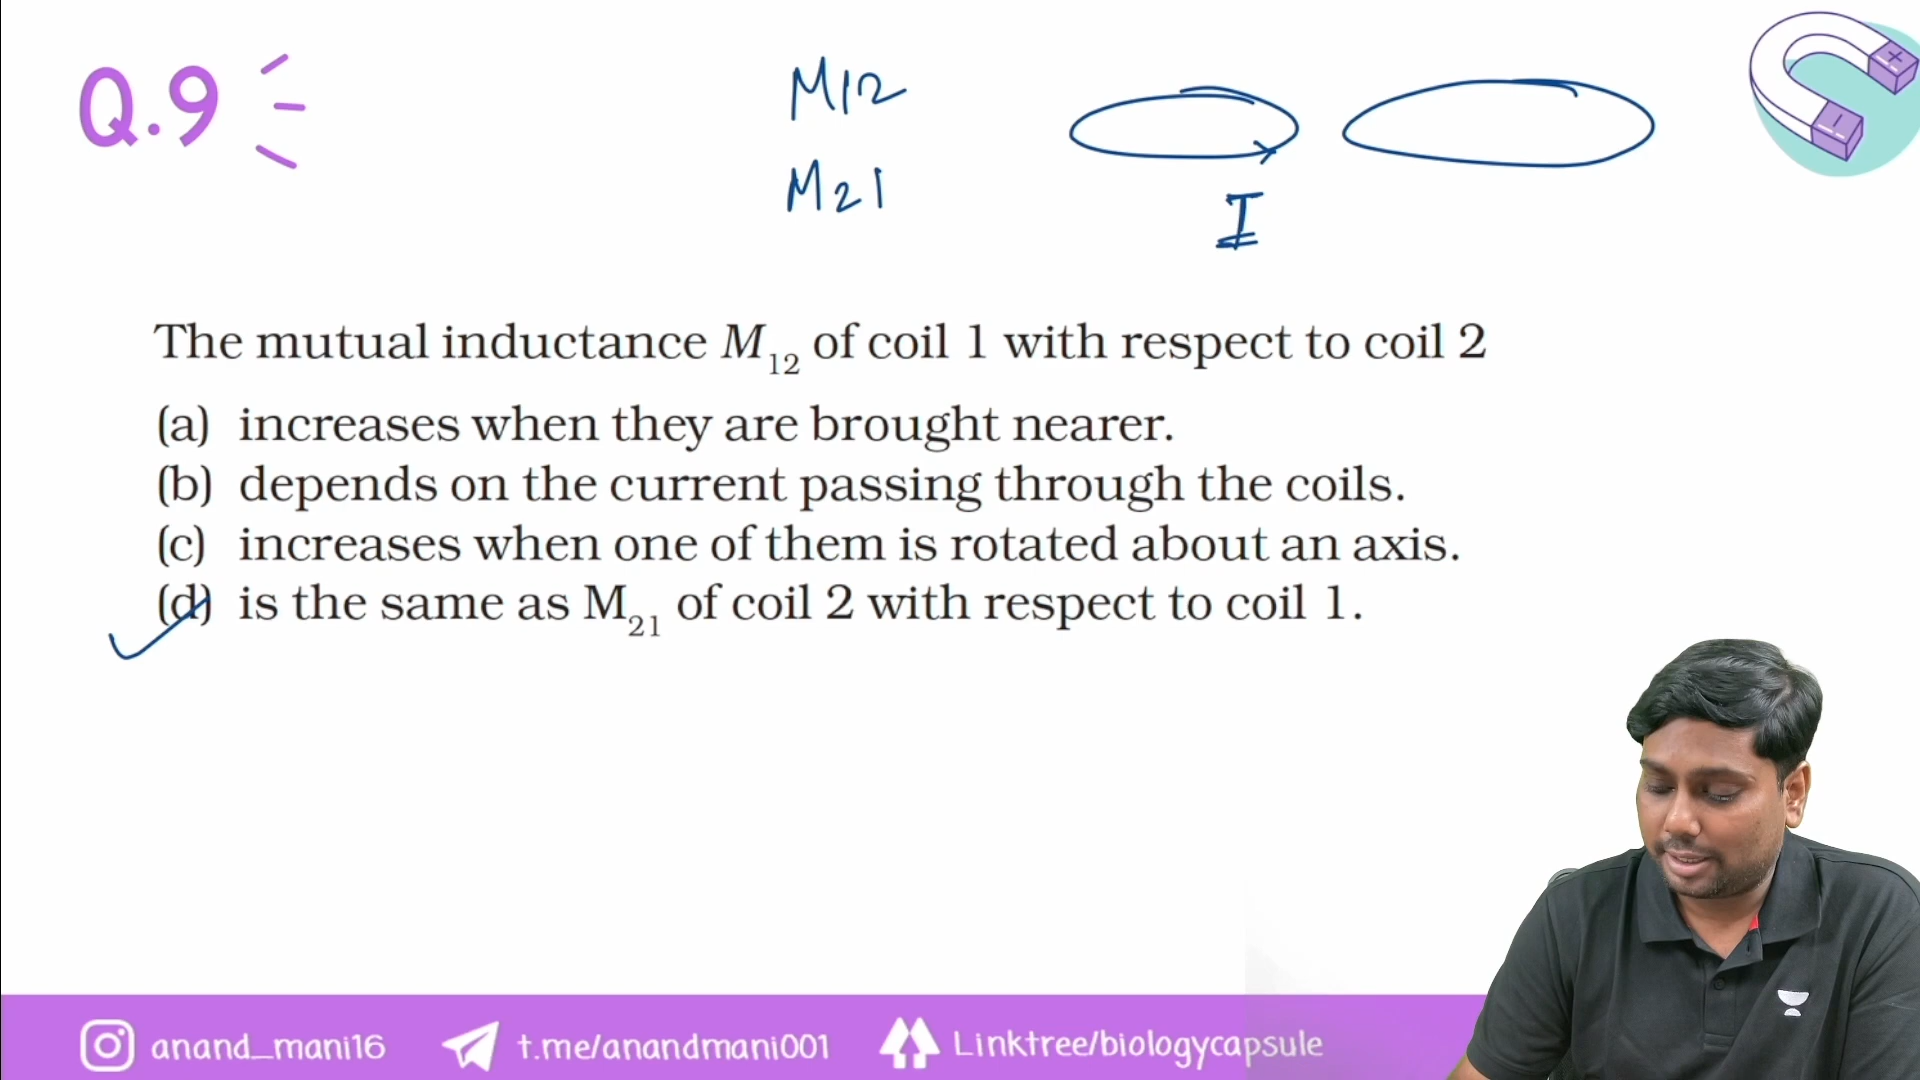 Q.9
M12
M21
I
The mutual inductance M₁₂ of coil 1 with respect to coil 2
(a) increases when they are brought nearer.
(b) depends on the current passing through the coils.
(c) increases when one of them is rotated about an axis.
(d) is the same as M₂₁ of coil 2 with respect to coil 1.
anand_mani16 t.me/anandmani001 Linktree/biologycapsule